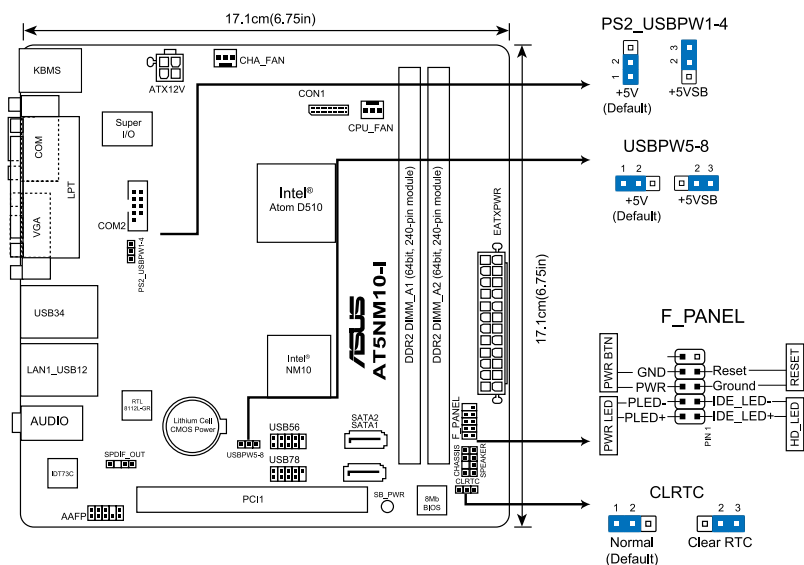 17.1cm(6.75in)
KBMS
ATX12V
CHA_FAN
CON1
CPU_FAN
Super
I/O
COM
LPT
VGA
COM2
PS2_USBPW1-4
Intel®
Atom D510
DDR2 DIMM_A1 (64bit, 240-pin module)
DDR2 DIMM_A2 (64bit, 240-pin module)
EATXPWR
17.1cm(6.75in)
ASUS
AT5NM10-I
USB34
LAN1_USB12
AUDIO
Intel®
NM10
RTL
8112L-GR
Lithium Cell
CMOS Power
USBPW5-8
USB56
USB78
SATA2
SATA1
F_PANEL
CHASSIS
SPEAKER
CLRTC
SPDIF_OUT
IDT73C
PCI1
SB_PWR
8Mb
BIOS
AAFP
PS2_USBPW1-4
2
1
3
2
+5V
(Default)
+5VSB
USBPW5-8
1 2
2 3
+5V
(Default)
+5VSB
F_PANEL
PWR BTN
PWR LED
GND
PWR
PLED-
PLED+
Reset
Ground
IDE_LED-
IDE_LED+
PIN 1
RESET
HD_LED
CLRTC
1 2
2 3
Normal
(Default)
Clear RTC